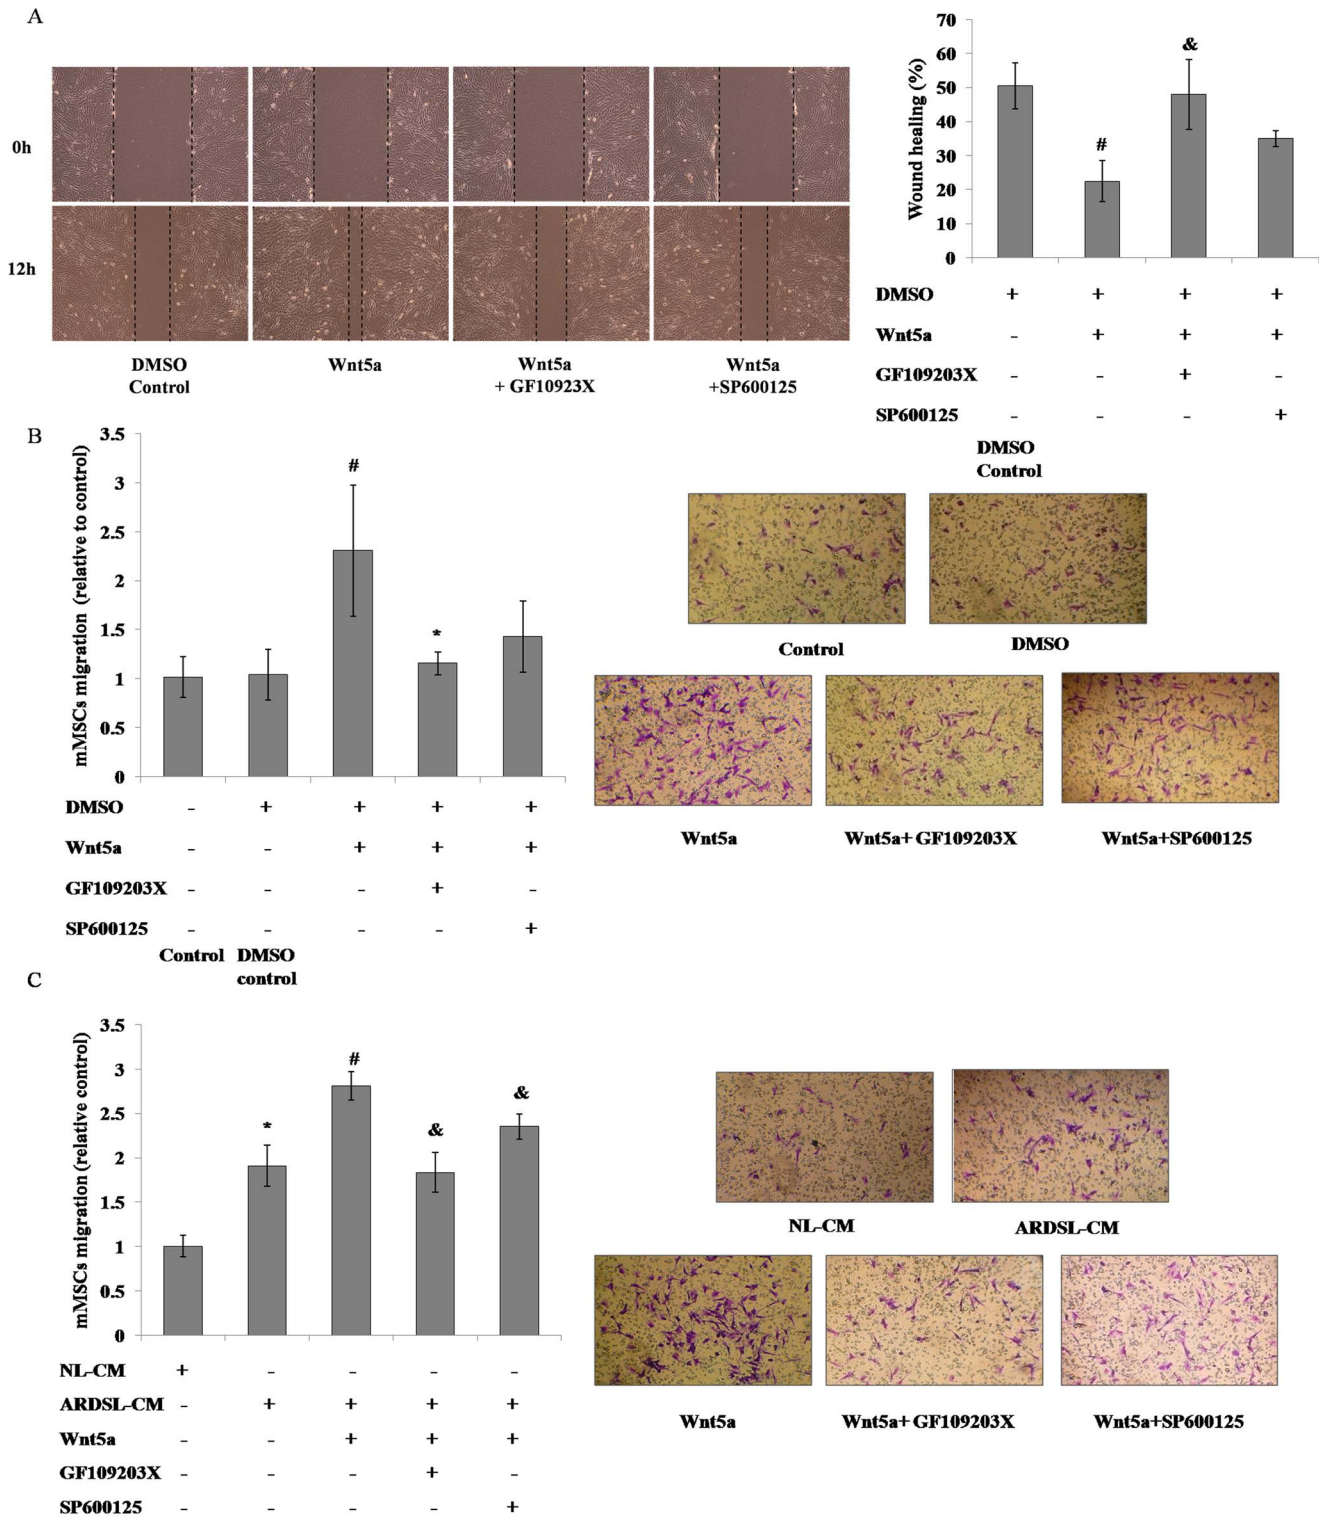 A
0h
12h
DMSO
Control
Wnt5a
Wnt5a
+ GF10923X
Wnt5a
+SP600125
Wound healing (%)
70
60
50
40
30
20
10
0
#
&
DMSO + + + +
Wnt5a - + + +
GF109203X - - + -
SP600125 - - - +
B
mMSCs migration (relative to control)
3.5
3
2.5
2
1.5
1
0.5
0
#
*
DMSO - + + + +
Wnt5a - - + + +
GF109203X - - - + -
SP600125 - - - - +
Control DMSO
control
DMSO
Control
Control
DMSO
Wnt5a
Wnt5a+ GF109203X
Wnt5a+SP600125
C
mMSCs migration (relative control)
3.5
3
2.5
2
1.5
1
0.5
0
*
#
&
&
NL-CM + - - - -
ARDSL-CM - + + + +
Wnt5a - - + + +
GF109203X - - - + -
SP600125 - - - - +
NL-CM
ARDSL-CM
Wnt5a
Wnt5a+ GF109203X
Wnt5a+SP600125